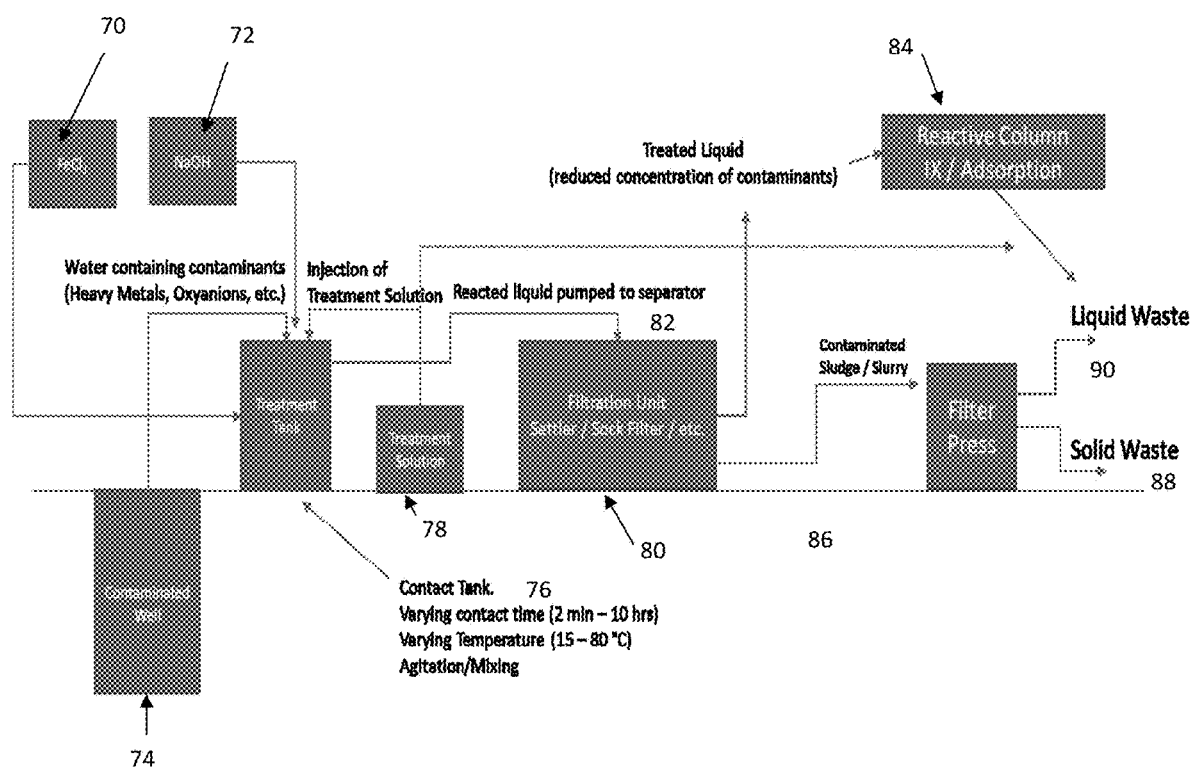 70
72
84
NaOH
Reactive Column
IX / Adsorption
Treated Liquid
(reduced concentration of contaminants)
Water containing contaminants
(Heavy Metals, Oxyanions, etc.)
Injection of
Treatment Solution
Reacted liquid pumped to separator
82
Liquid Waste
90
Contaminated
Sludge / Slurry
Treatment
Tank
Treatment
Solution
Filtration Unit
Settler / Sock Filter / etc.
Filter
Press
Solid Waste
88
78
80
86
Contaminated
Well
Contact Tank.
76
Varying contact time (2 min – 10 hrs)
Varying Temperature (15 – 80 °C)
Agitation/Mixing
74